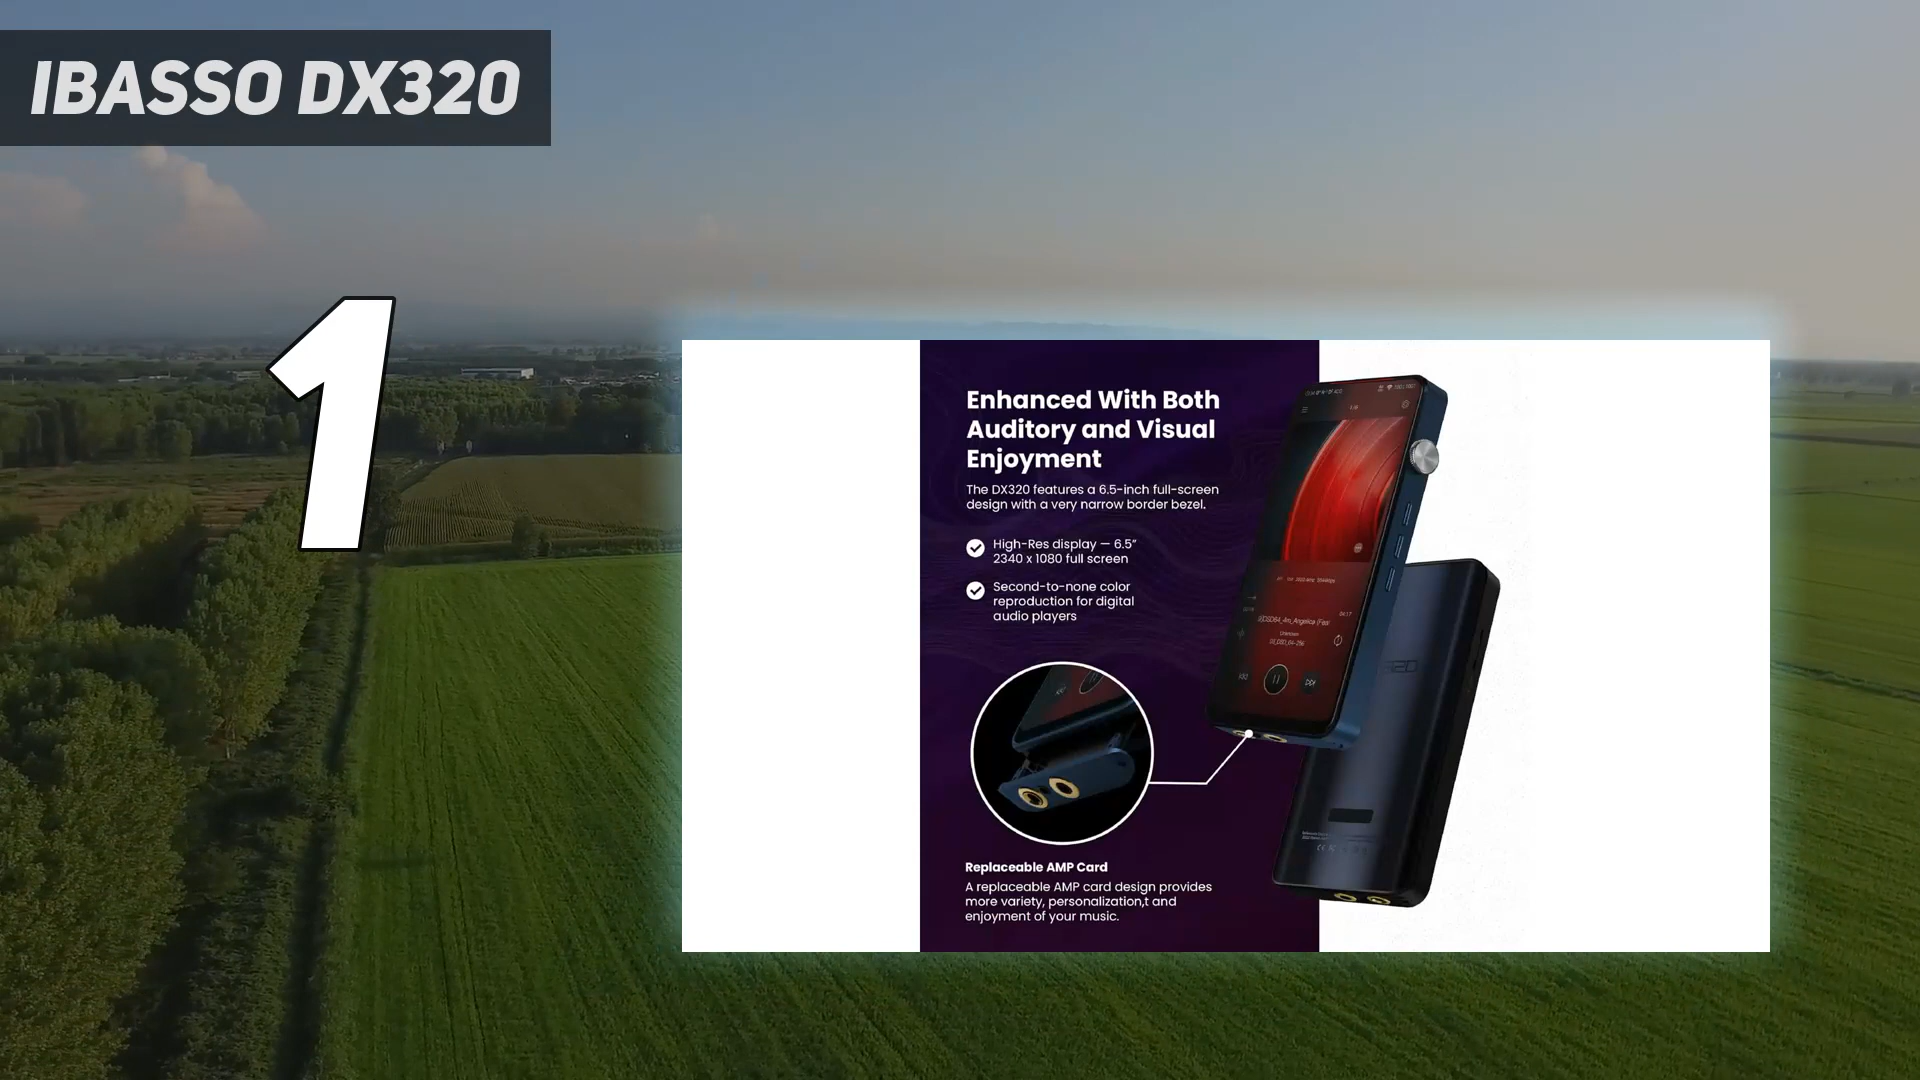 IBASSO DX320
1
Enhanced With Both
Auditory and Visual
Enjoyment
The DX320 features a 6.5-inch full-screen
design with a very narrow border bezel.
High-Res display — 6.5”
2340 x 1080 full screen
Second-to-none color
reproduction for digital
audio players
Replaceable AMP Card
A replaceable AMP card design provides
more variety, personalization,t and
enjoyment of your music.